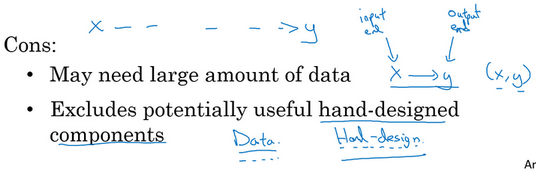 x - - - - -> y
input end
output end
Cons:
• May need large amount of data
x → y (x, y)
• Excludes potentially useful hand-designed
components
Data. Hand-design.
Ar